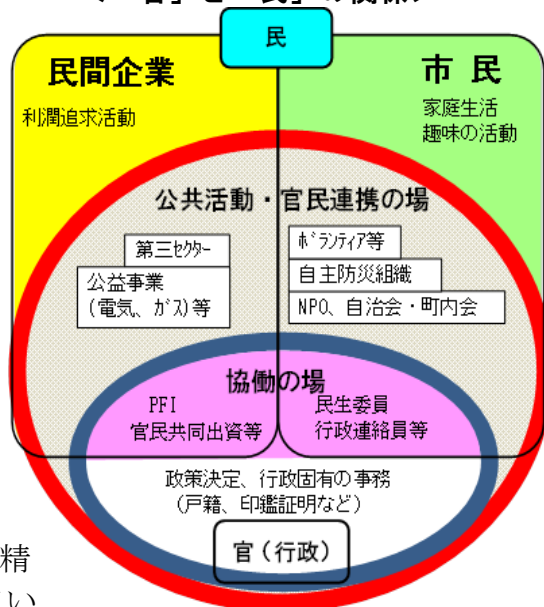 民
民間企業
利潤追求活動
市 民
家庭生活
趣味の活動
公共活動・官民連携の場
第三ｾｸﾀｰ
公益事業
(電気、ｶﾞｽ)等
ﾎﾞﾗﾝﾃｨｱ等
自主防災組織
NPO、自治会・町内会
協働の場
PFI
官民共同出資等
民生委員
行政連絡員等
政策決定、行政固有の事務
(戸籍、印鑑証明など)
官（行政）
精
い